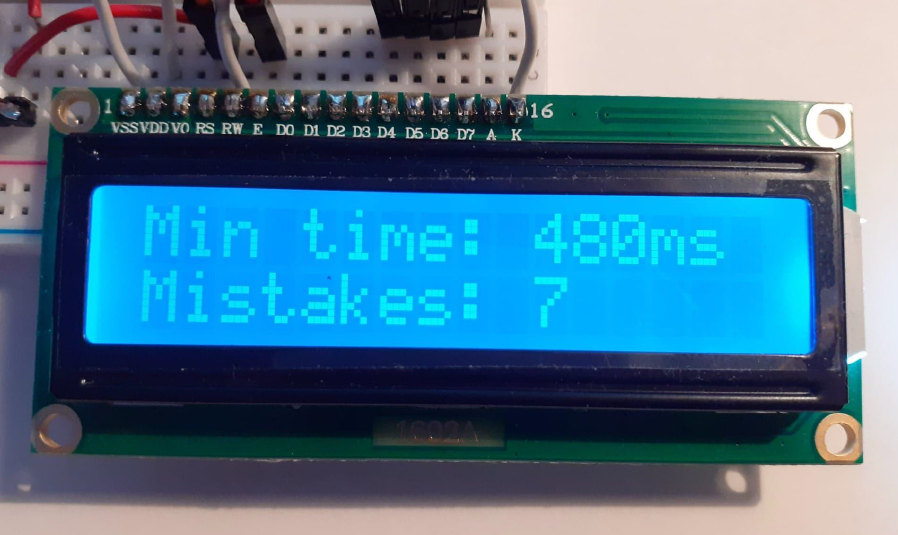 1 16
VSS VDD V0 RS RW E D0 D1 D2 D3 D4 D5 D6 D7 A K
Min time: 480ms
Mistakes: 7
1602A